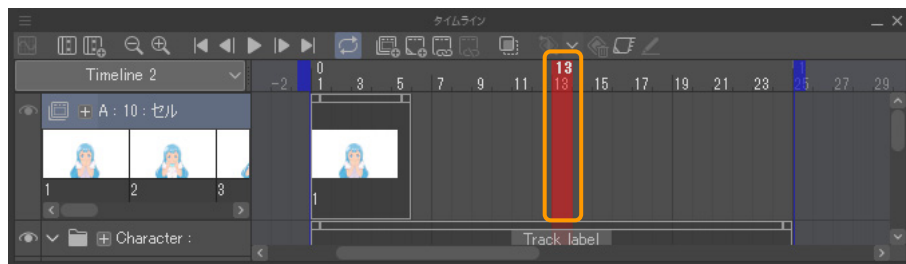 タイムライン
Timeline 2
-2 1 3 5 7 9 11 13 15 17 19 21 23 25 27 29
0 13 1
A : 10 : セル
1 2 3
1
Character :
Track label